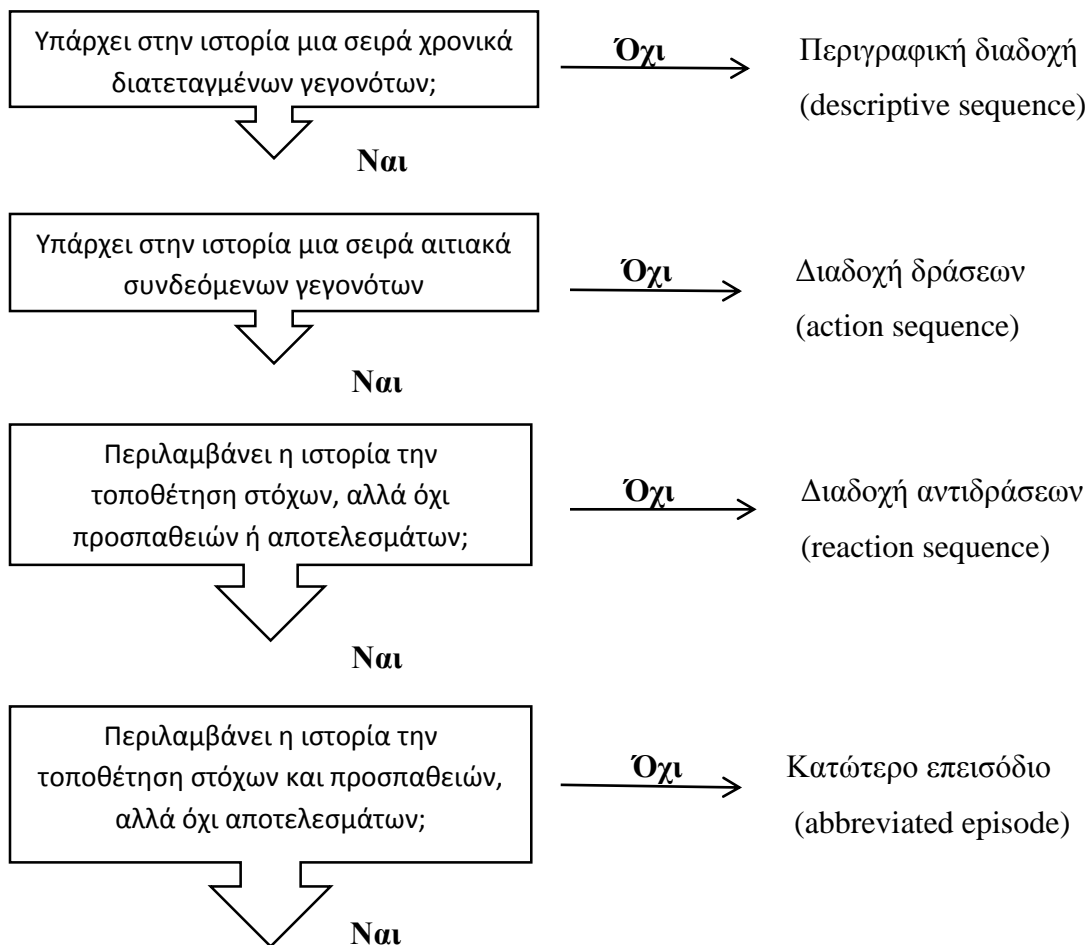 Υπάρχει στην ιστορία μια σειρά χρονικά
διατεταγμένων γεγονότων;
Όχι
Περιγραφική διαδοχή
(descriptive sequence)
Ναι
Υπάρχει στην ιστορία μια σειρά αιτιακά
συνδεόμενων γεγονότων
Όχι
Διαδοχή δράσεων
(action sequence)
Ναι
Περιλαμβάνει η ιστορία την
τοποθέτηση στόχων, αλλά όχι
προσπαθειών ή αποτελεσμάτων;
Όχι
Διαδοχή αντιδράσεων
(reaction sequence)
Ναι
Περιλαμβάνει η ιστορία την
τοποθέτηση στόχων και προσπαθειών,
αλλά όχι αποτελεσμάτων;
Όχι
Κατώτερο επεισόδιο
(abbreviated episode)
Ναι